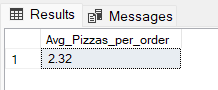 Results Messages
Avg_Pizzas_per_order
1 2.32